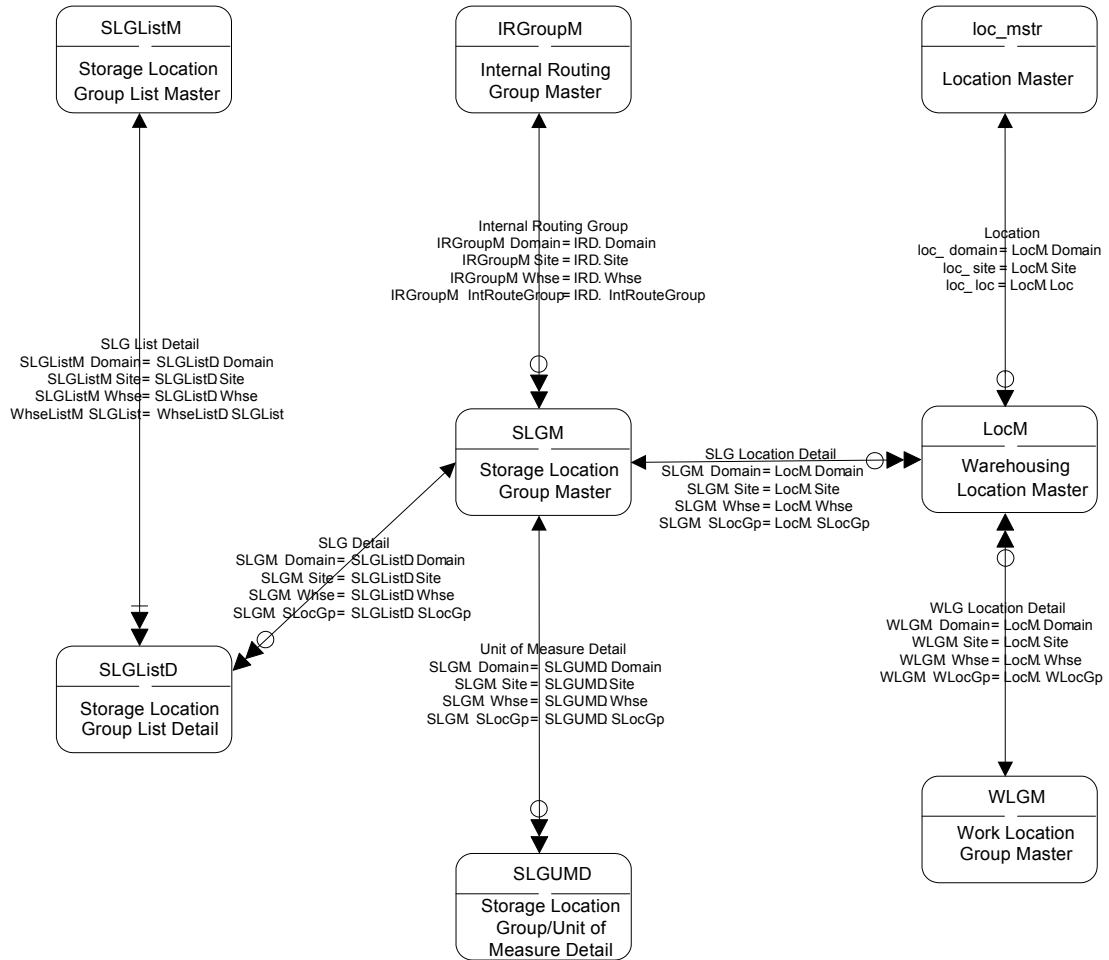 SLGListM
Storage Location
Group List Master
IRGroupM
Internal Routing
Group Master
loc_mstr
Location Master
Internal Routing Group
IRGroupM. Domain= IRD. Domain
IRGroupM. Site= IRD. Site
IRGroupM. Whse= IRD. Whse
IRGroupM. IntRouteGroup= IRD. IntRouteGroup
Location
loc_ domain= LocM. Domain
loc_ site= LocM. Site
loc_ loc= LocM. Loc
SLG List Detail
SLGListM. Domain= SLGListD. Domain
SLGListM. Site= SLGListD. Site
SLGListM. Whse= SLGListD. Whse
WhseListM. SLGList= WhseListD. SLGList
SLGM
Storage Location
Group Master
SLG Location Detail
SLGM. Domain= LocM. Domain
SLGM. Site= LocM. Site
SLGM. Whse= LocM. Whse
SLGM. SLocGp= LocM. SLocGp
LocM
Warehousing
Location Master
SLG Detail
SLGM. Domain= SLGListD. Domain
SLGM. Site= SLGListD. Site
SLGM. Whse= SLGListD. Whse
SLGM. SLocGp= SLGListD. SLocGp
Unit of Measure Detail
SLGM. Domain= SLGUMD. Domain
SLGM. Site= SLGUMD. Site
SLGM. Whse= SLGUMD. Whse
SLGM. SLocGp= SLGUMD. SLocGp
WLG Location Detail
WLGM. Domain= LocM. Domain
WLGM. Site= LocM. Site
WLGM. Whse= LocM. Whse
WLGM. WLocGp= LocM. WLocGp
SLGListD
Storage Location
Group List Detail
SLGUMD
Storage Location
Group/Unit of
Measure Detail
WLGM
Work Location
Group Master